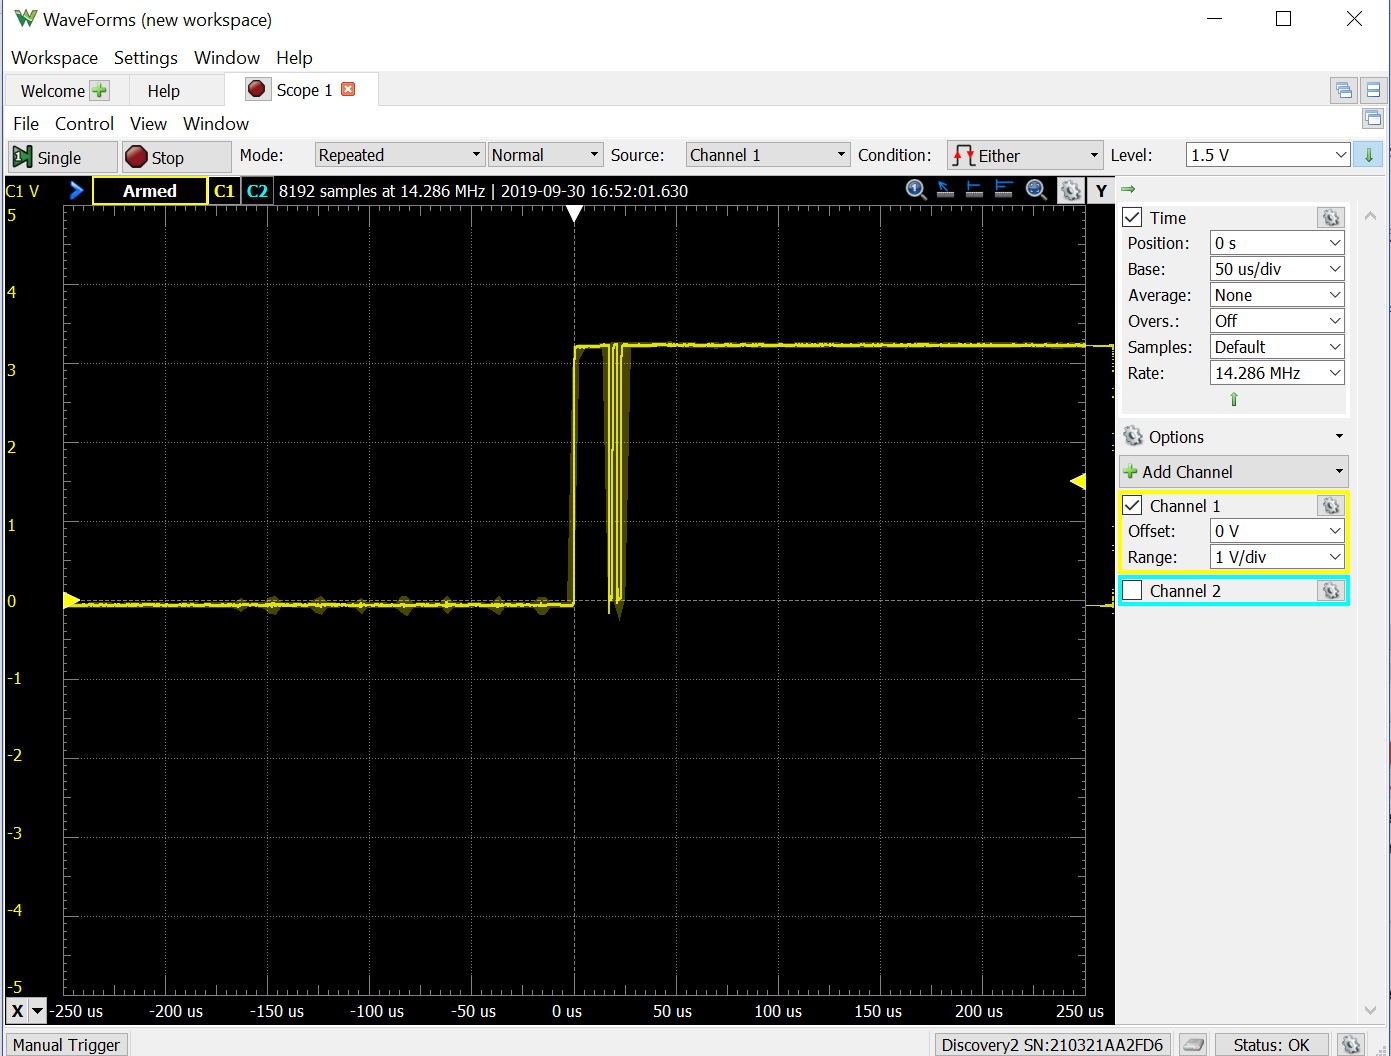 WaveForms (new workspace)
Workspace Settings Window Help
Welcome Help Scope 1
File Control View Window
Single Stop Mode: Repeated Normal Source: Channel 1 Condition: Either Level: 1.5 V
C1 V Armed C1 C2 8192 samples at 14.286 MHz | 2019-09-30 16:52:01.630 Y
5
4
3
2
1
0
-1
-2
-3
-4
-5
X -250 us -200 us -150 us -100 us -50 us 0 us 50 us 100 us 150 us 200 us 250 us
Time
Position: 0 s
Base: 50 us/div
Average: None
Overs.: Off
Samples: Default
Rate: 14.286 MHz
Options
Add Channel
Channel 1
Offset: 0 V
Range: 1 V/div
Channel 2
Manual Trigger Discovery2 SN:210321AA2FD6 Status: OK